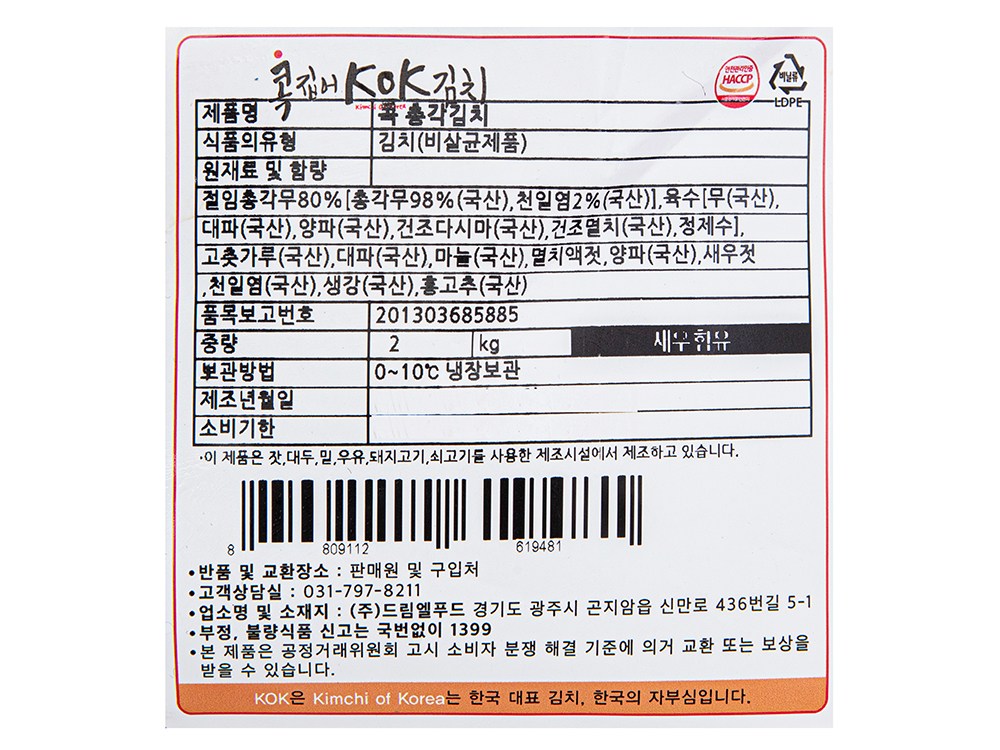 콕 집어 KOK 김치
Kimchi of Korea
안전관리인증
HACCP
비닐류
LDPE
제품명 콕 총각김치
식품의유형 김치(비살균제품)
원재료 및 함량
절임총각무80%[총각무98%(국산),천일염2%(국산)],육수[무(국산),
대파(국산),양파(국산),건조다시마(국산),건조멸치(국산),정제수],
고춧가루(국산),대파(국산),마늘(국산),멸치액젓,양파(국산),새우젓
,천일염(국산),생강(국산),홍고추(국산)
품목보고번호 201303685885
중량 2 kg 새우함유
보관방법 0~10℃ 냉장보관
제조년월일
소비기한
·이 제품은 잣,대두,밀,우유,돼지고기,쇠고기를 사용한 제조시설에서 제조하고 있습니다.
8 809112 619481
•반품 및 교환장소 : 판매원 및 구입처
•고객상담실 : 031-797-8211
•업소명 및 소재지 : (주)드림엘푸드 경기도 광주시 곤지암읍 신만로 436번길 5-1
•부정, 불량식품 신고는 국번없이 1399
•본 제품은 공정거래위원회 고시 소비자 분쟁 해결 기준에 의거 교환 또는 보상을
받을 수 있습니다.
KOK은 Kimchi of Korea는 한국 대표 김치, 한국의 자부심입니다.